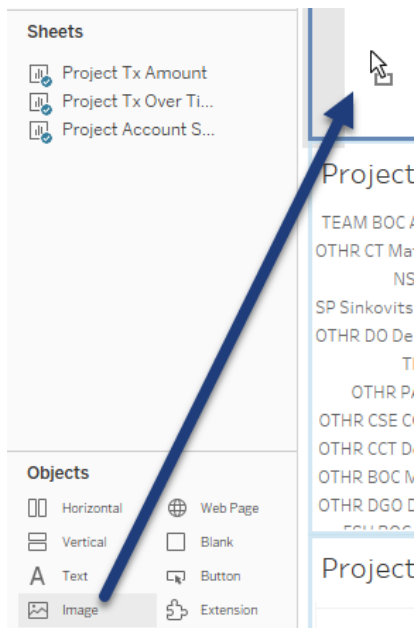 Sheets
Project Tx Amount
Project Tx Over Ti...
Project Account S...
Objects
Horizontal
Web Page
Vertical
Blank
Text
Button
Image
Extension
Project
TEAM BOC A
OTHR CT Mat
NS
SP Sinkovits
OTHR DO De
OTHR PA
OTHR CSE C
OTHR CCT D
OTHR BOC M
OTHR DGO D
Project